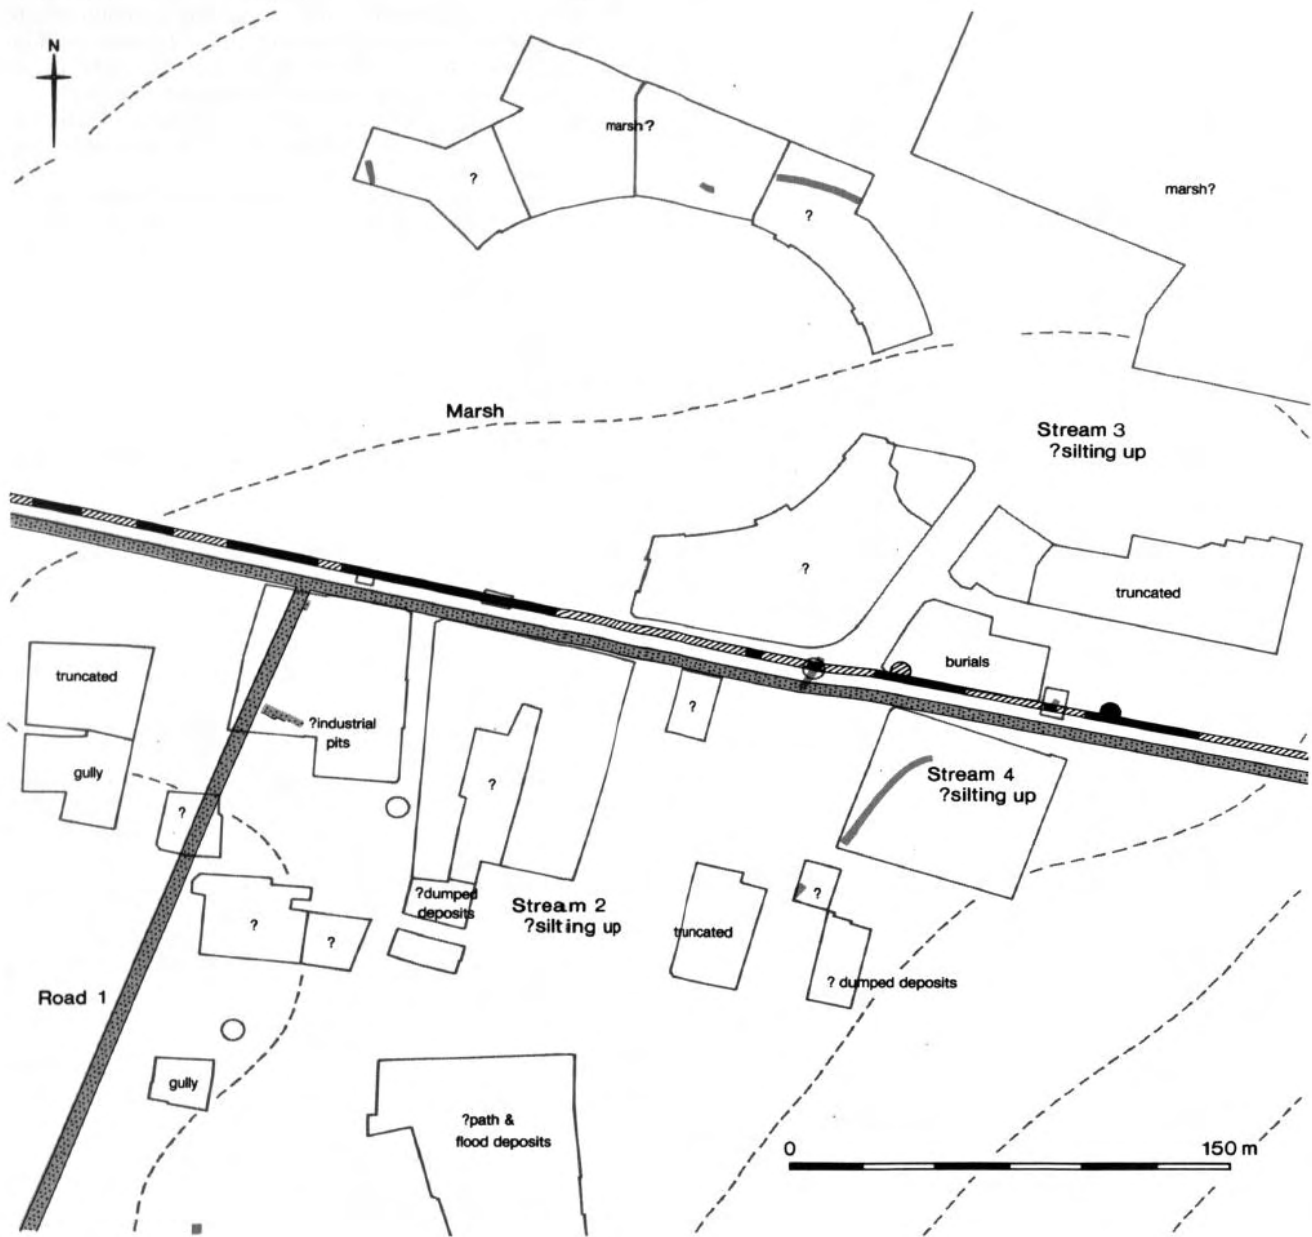 N
marsh?
?
marsh?
?
Marsh
Stream 3
?silting up
?
truncated
truncated
burials
?
?industrial
pits
gully
Stream 4
?silting up
?
?
?dumped
deposits
Stream 2
?silting up
?
truncated
?
?
? dumped deposits
Road 1
gully
?path &
flood deposits
0
150 m